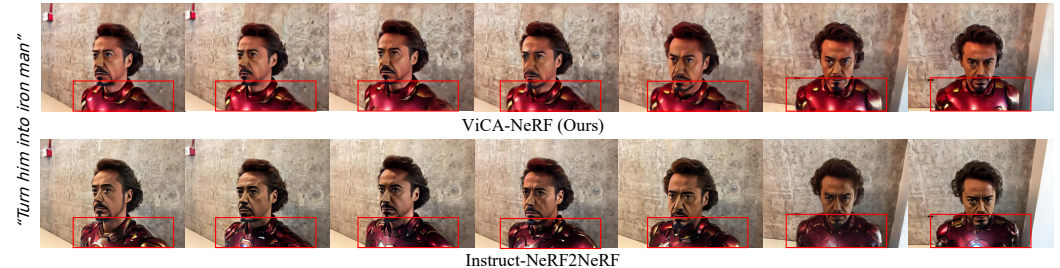 "Turn him into iron man"
ViCA-NeRF (Ours)
Instruct-NeRF2NeRF